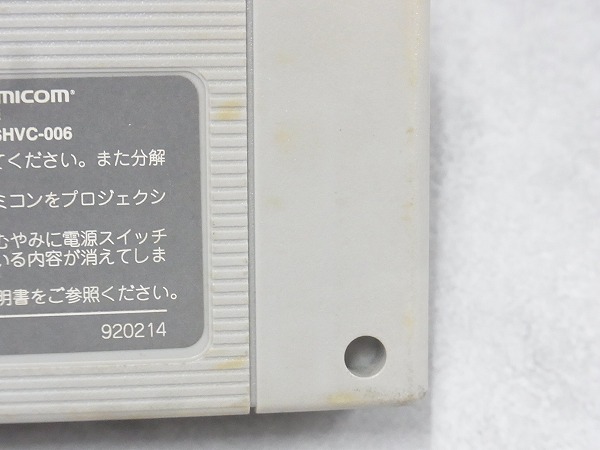 MICOM®
SHVC-006
てください。また分解
ミコンをプロジェクシ
むやみに電源スイッチ
いる内容が消えてしま
明書をご参照ください。
920214